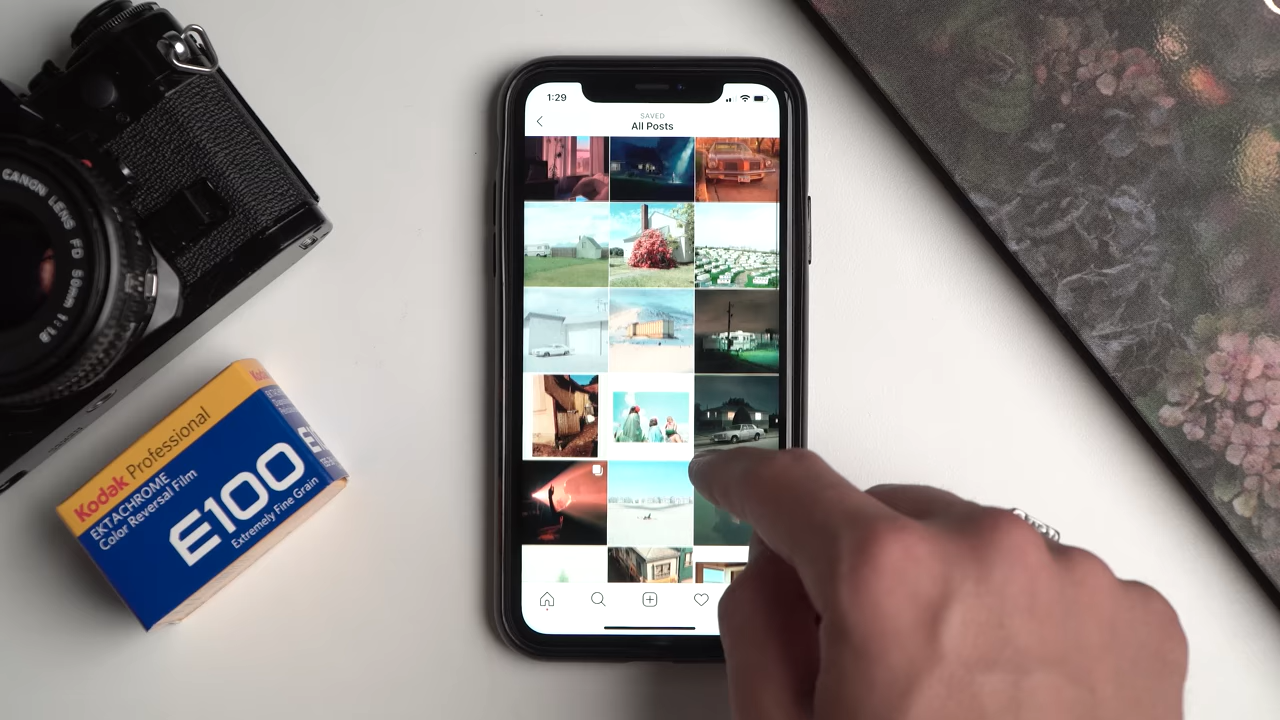 CANON LENS FD 50mm 1:1.8
1:29
SAVED
All Posts
Kodak Professional
EKTACHROME
Color Reversal Film
E100
Extremely Fine Grain